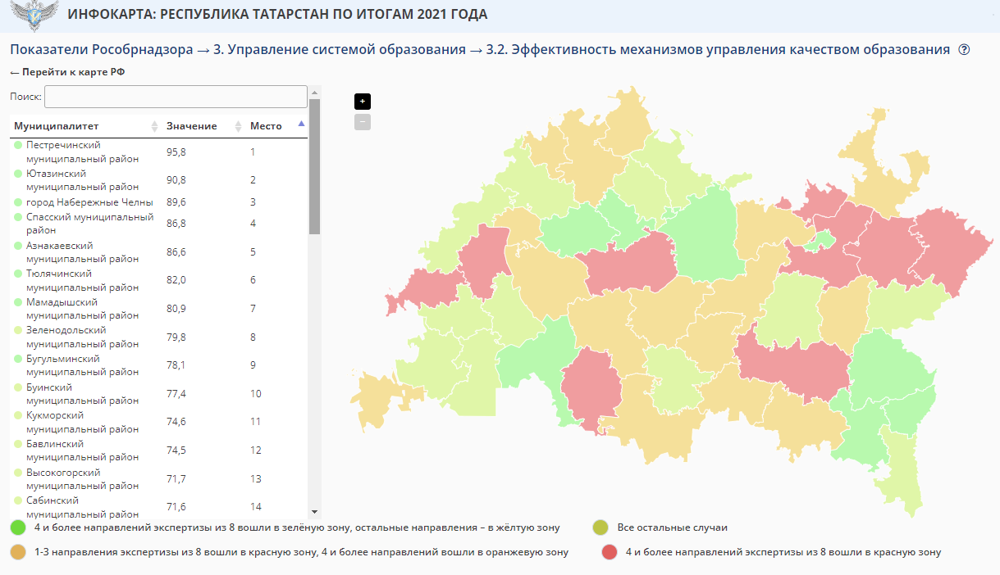 ИНФОКАРТА: РЕСПУБЛИКА ТАТАРСТАН ПО ИТОГАМ 2021 ГОДА
Показатели Рособрнадзора → 3. Управление системой образования → 3.2. Эффективность механизмов управления качеством образования ?
← Перейти к карте РФ
Поиск:
+
−
Муниципалитет Значение Место
Пестречинский
муниципальный район 95,8 1
Ютазинский
муниципальный район 90,8 2
город Набережные Челны 89,6 3
Спасский муниципальный
район 86,8 4
Азнакаевский
муниципальный район 86,6 5
Тюлячинский
муниципальный район 82,0 6
Мамадышский
муниципальный район 80,9 7
Зеленодольский
муниципальный район 79,8 8
Бугульминский
муниципальный район 78,1 9
Буинский
муниципальный район 77,4 10
Кукморский
муниципальный район 74,6 11
Бавлинский
муниципальный район 74,5 12
Высокогорский
муниципальный район 71,7 13
Сабинский
муниципальный район 71,6 14
4 и более направлений экспертизы из 8 вошли в зелёную зону, остальные направления – в жёлтую зону
Все остальные случаи
1-3 направления экспертизы из 8 вошли в красную зону, 4 и более направлений вошли в оранжевую зону
4 и более направлений экспертизы из 8 вошли в красную зону